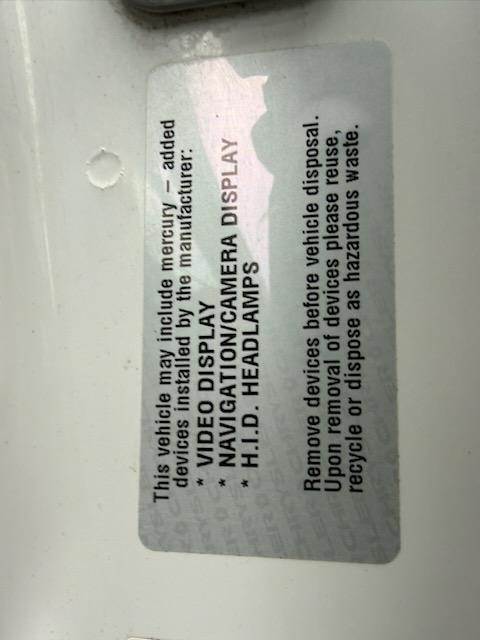 This vehicle may include mercury – added
devices installed by the manufacturer:
* VIDEO DISPLAY
* NAVIGATION/CAMERA DISPLAY
* H.I.D. HEADLAMPS
Remove devices before vehicle disposal.
Upon removal of devices please reuse,
recycle or dispose as hazardous waste.